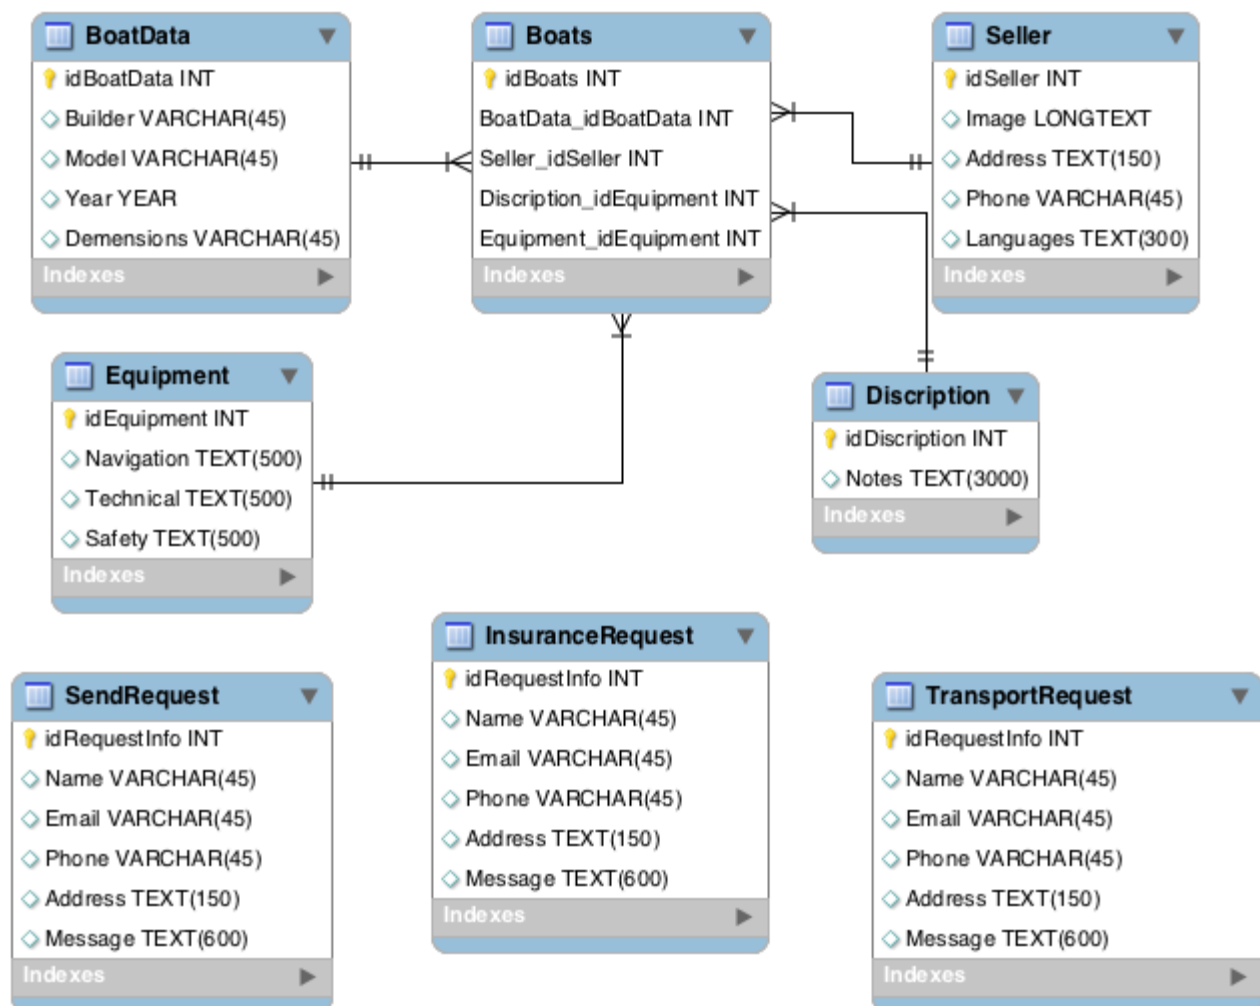 BoatData
idBoatData INT
Builder VARCHAR(45)
Model VARCHAR(45)
Year YEAR
Demensions VARCHAR(45)
Indexes
Boats
idBoats INT
BoatData_idBoatData INT
Seller_idSeller INT
Discription_idEquipment INT
Equipment_idEquipment INT
Indexes
Seller
idSeller INT
Image LONGTEXT
Address TEXT(150)
Phone VARCHAR(45)
Languages TEXT(300)
Indexes
Equipment
idEquipment INT
Navigation TEXT(500)
Technical TEXT(500)
Safety TEXT(500)
Indexes
Discription
idDiscription INT
Notes TEXT(3000)
Indexes
SendRequest
idRequestInfo INT
Name VARCHAR(45)
Email VARCHAR(45)
Phone VARCHAR(45)
Address TEXT(150)
Message TEXT(600)
Indexes
InsuranceRequest
idRequestInfo INT
Name VARCHAR(45)
Email VARCHAR(45)
Phone VARCHAR(45)
Address TEXT(150)
Message TEXT(600)
Indexes
TransportRequest
idRequestInfo INT
Name VARCHAR(45)
Email VARCHAR(45)
Phone VARCHAR(45)
Address TEXT(150)
Message TEXT(600)
Indexes